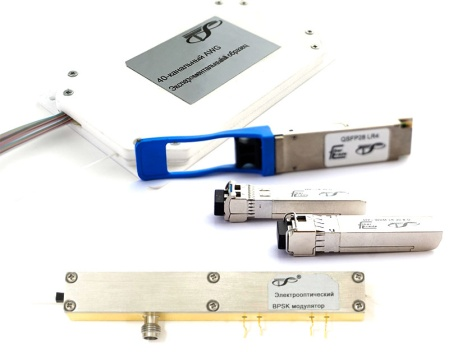 40-канальный AWG
Экспериментальный образец
QSFP28 LR4
Электрооптический
BPSK модулятор